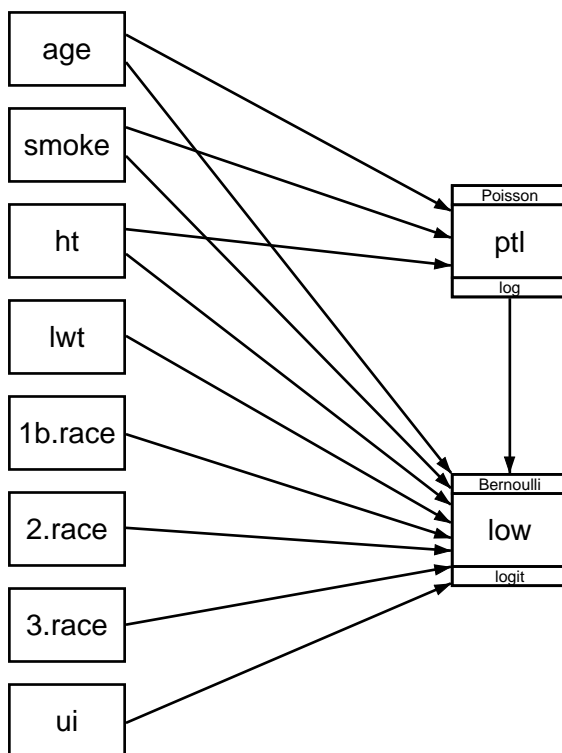 age
smoke
ht
lwt
1b.race
2.race
3.race
ui
Poisson
ptl
log
Bernoulli
low
logit